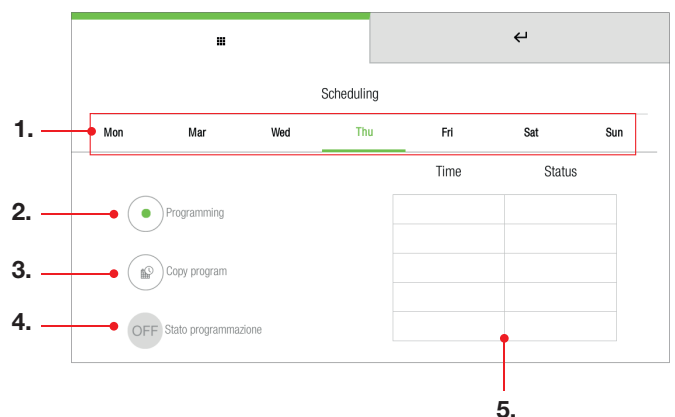 Scheduling
1. Mon Mar Wed Thu Fri Sat Sun
Time Status
2. Programming
3. Copy program
4. OFF Stato programmazione
5.